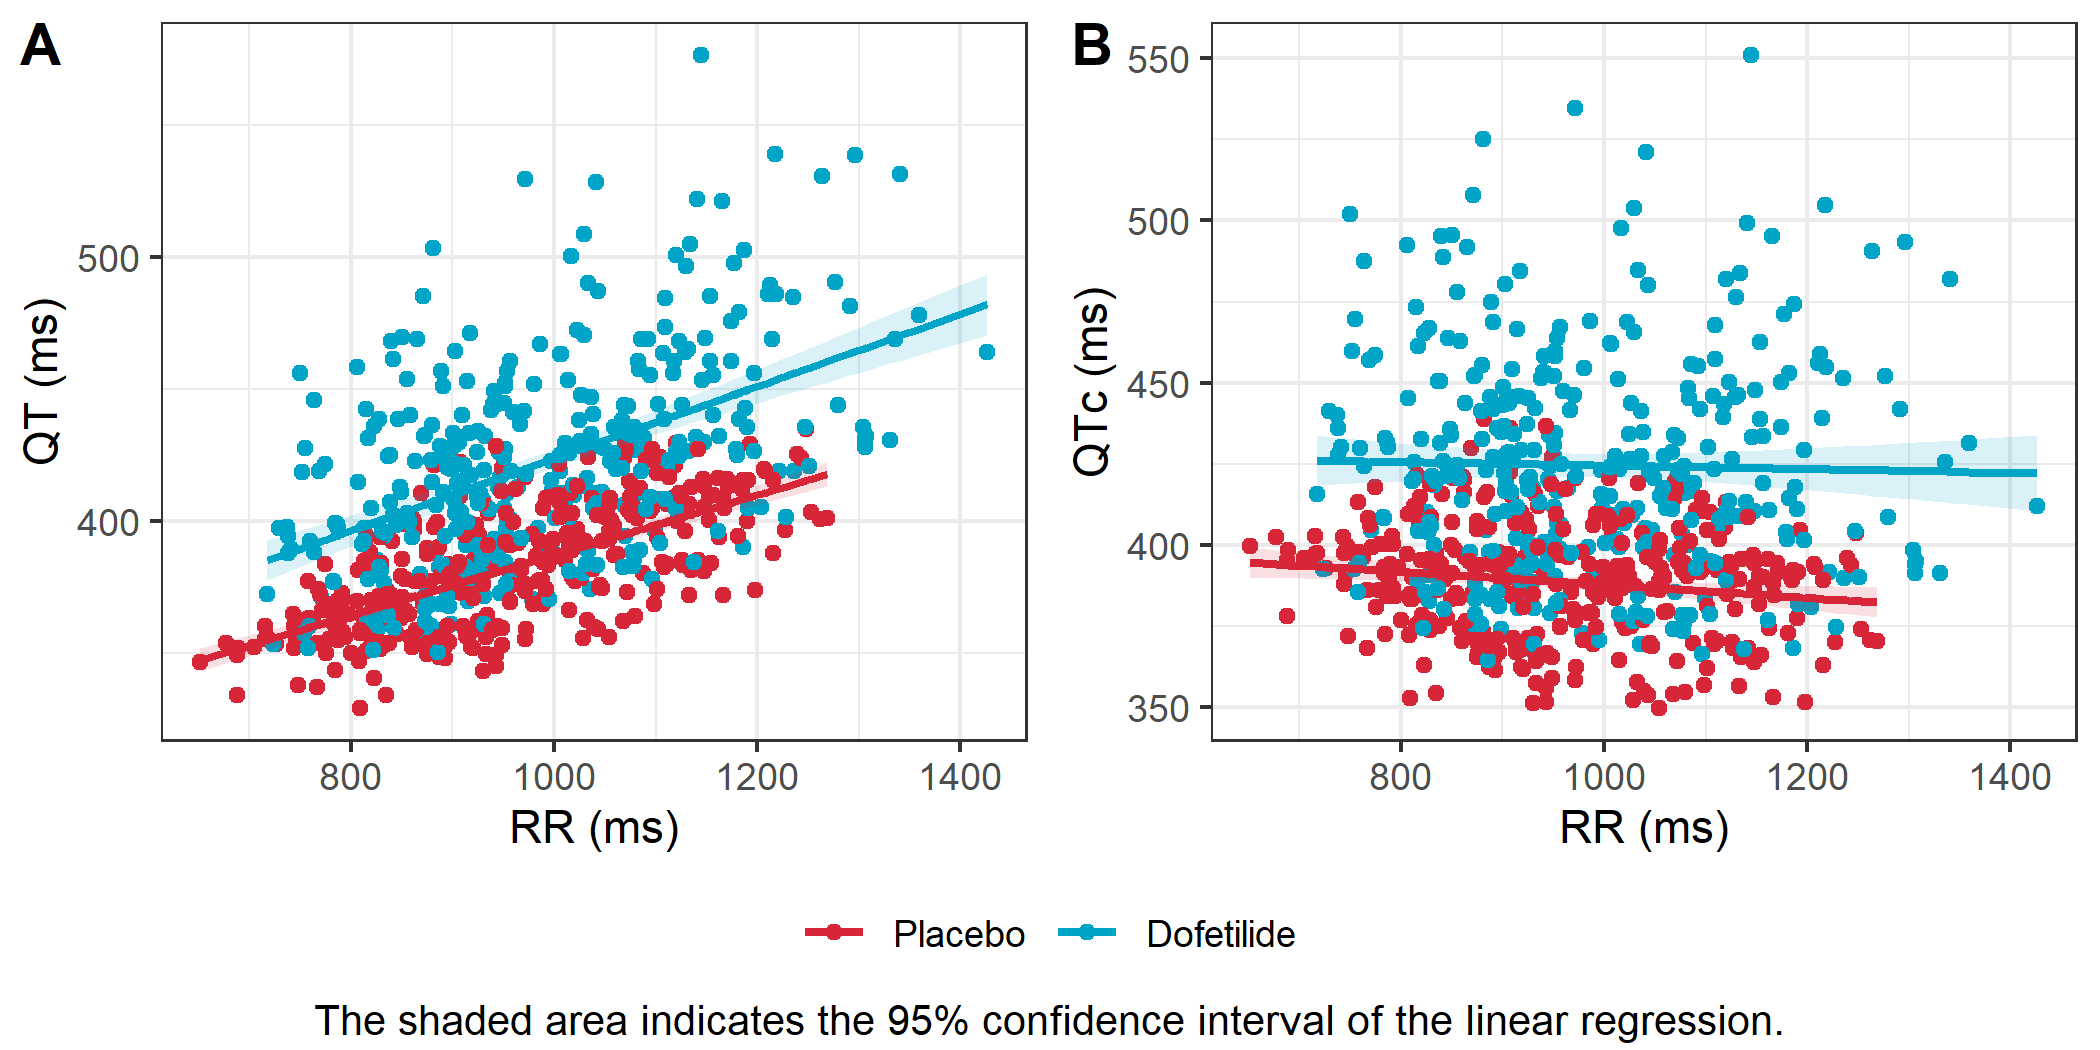 A
QT (ms)
500
400
800 1000 1200 1400
RR (ms)
B
QTc (ms)
550
500
450
400
350
800 1000 1200 1400
RR (ms)
Placebo Dofetilide
The shaded area indicates the 95% confidence interval of the linear regression.